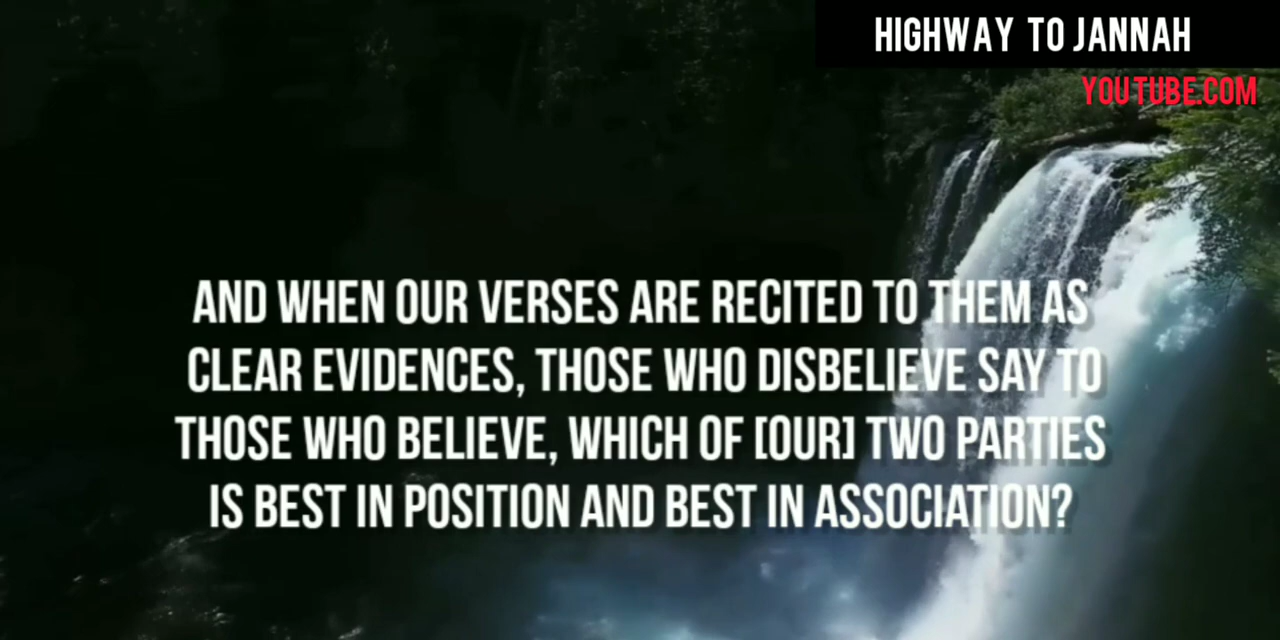 HIGHWAY TO JANNAH
YOUTUBE.COM
AND WHEN OUR VERSES ARE RECITED TO THEM AS
CLEAR EVIDENCES, THOSE WHO DISBELIEVE SAY TO
THOSE WHO BELIEVE, WHICH OF [OUR] TWO PARTIES
IS BEST IN POSITION AND BEST IN ASSOCIATION?